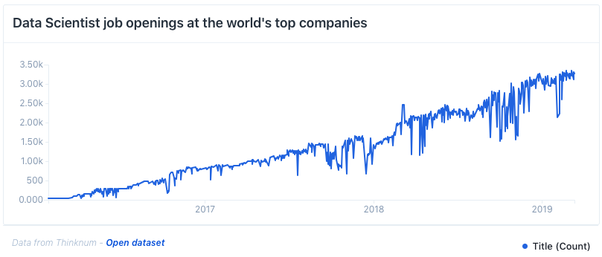 Data Scientist job openings at the world's top companies
3.50k
3.00k
2.50k
2.00k
1.50k
1.00k
500
0.000
2017 2018 2019
Data from Thinknum - Open dataset
Title (Count)